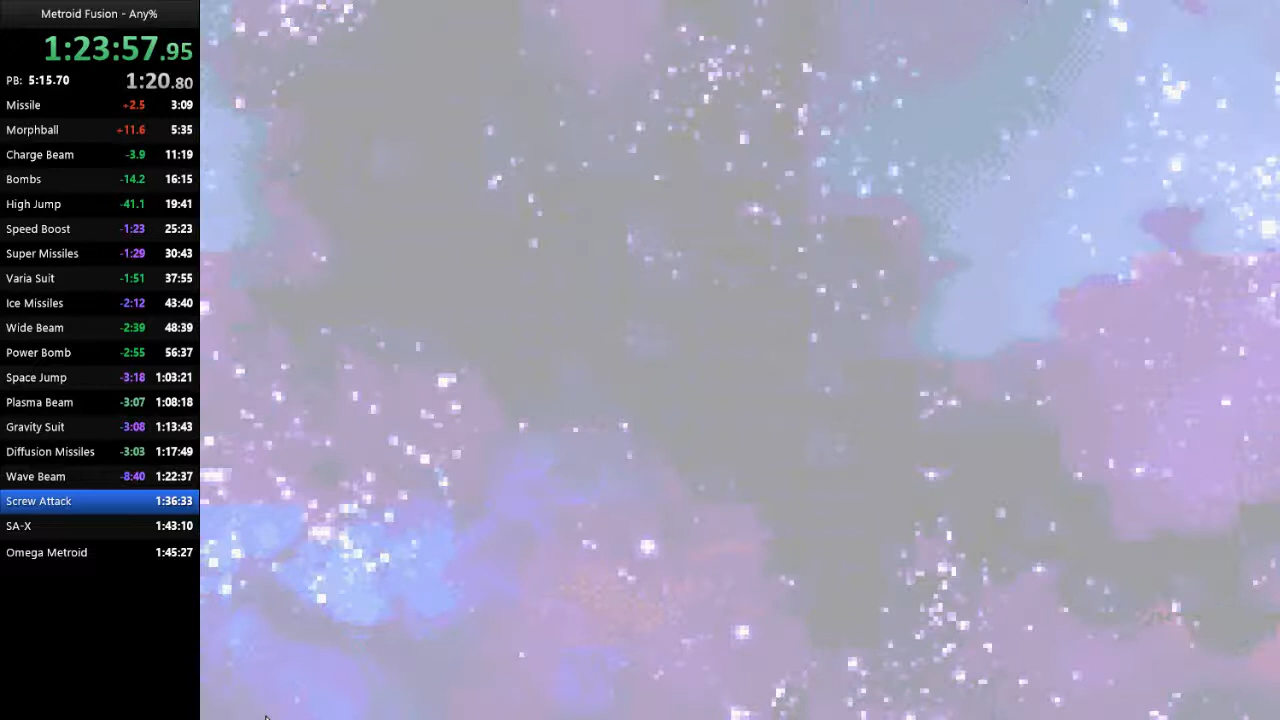 Metroid Fusion - Any%
1:23:57.95
PB: 5:15.70 1:20.80
Missile +2.5 3:09
Morphball +11.6 5:35
Charge Beam -3.9 11:19
Bombs -14.2 16:15
High Jump -41.1 19:41
Speed Boost -1:23 25:23
Super Missiles -1:29 30:43
Varia Suit -1:51 37:55
Ice Missiles -2:12 43:40
Wide Beam -2:39 48:39
Power Bomb -2:55 56:37
Space Jump -3:18 1:03:21
Plasma Beam -3:07 1:08:18
Gravity Suit -3:08 1:13:43
Diffusion Missiles -3:03 1:17:49
Wave Beam -8:40 1:22:37
Screw Attack 1:36:33
SA-X 1:43:10
Omega Metroid 1:45:27